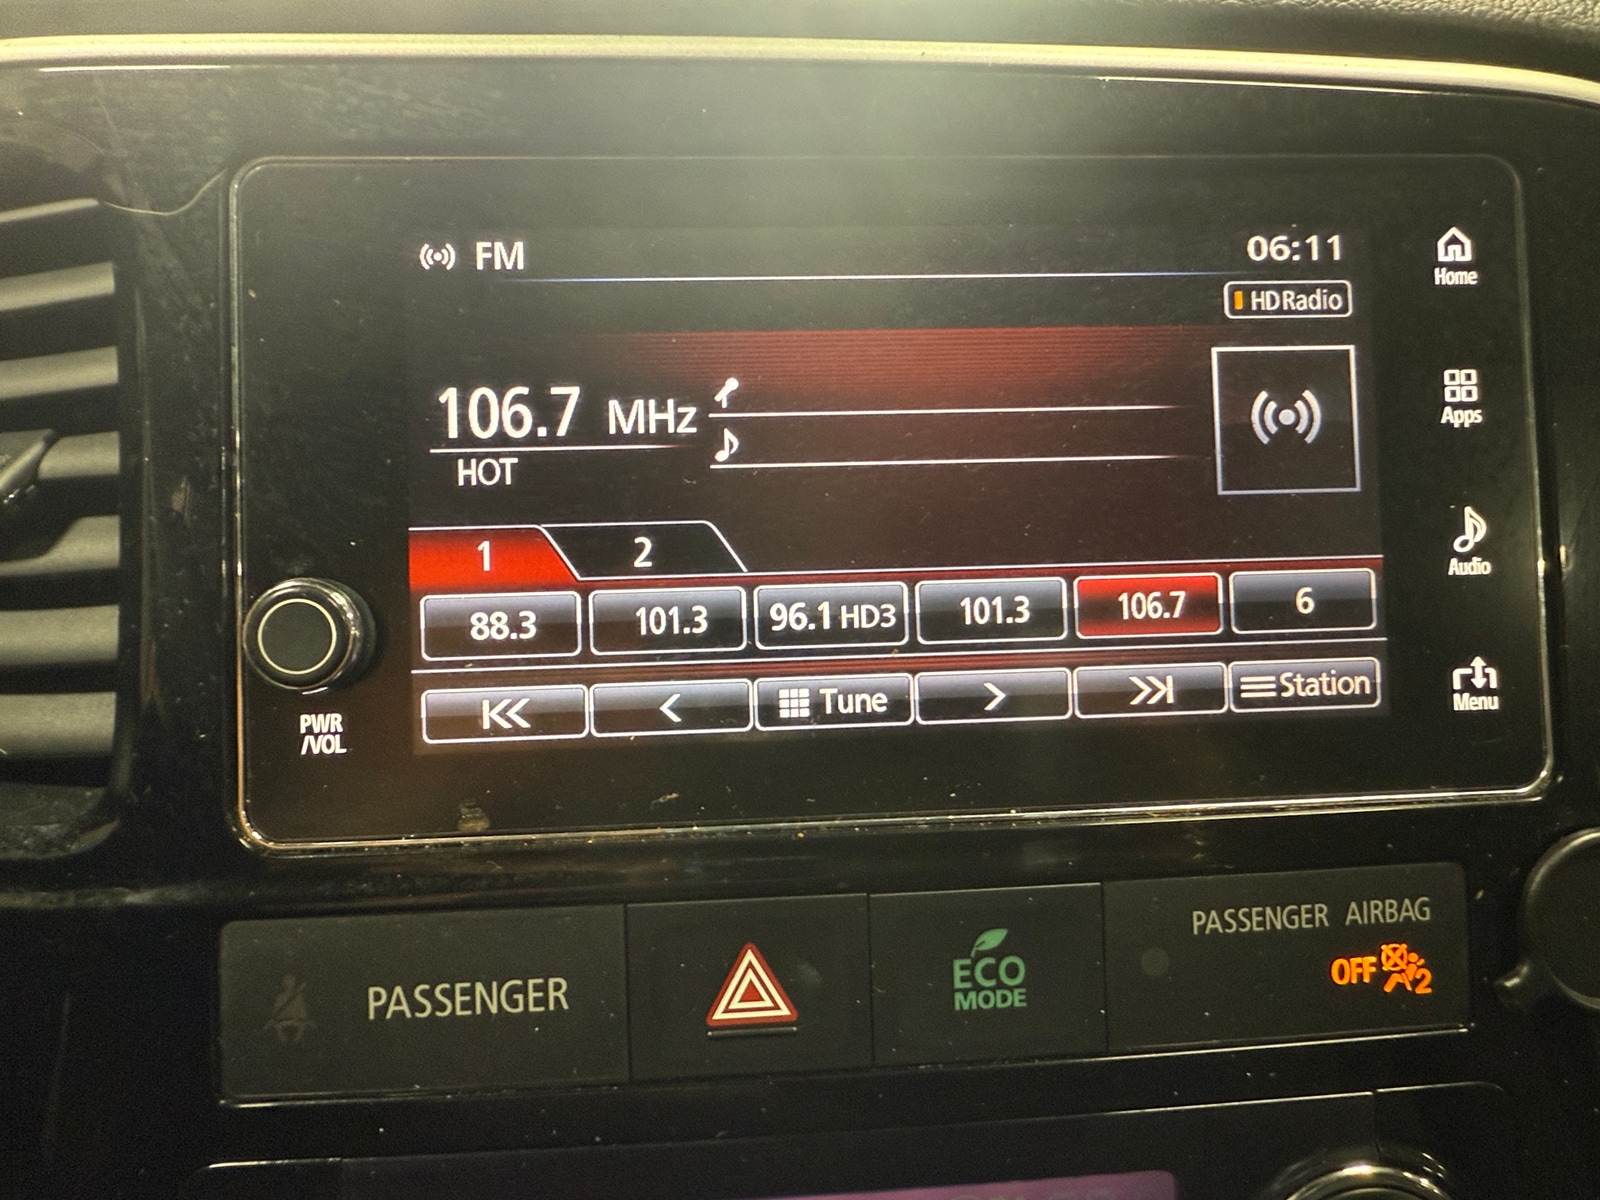 FM
06:11
HD Radio
Home
106.7 MHz
HOT
Apps
1
2
Audio
88.3
101.3
96.1 HD3
101.3
106.7
6
Tune
Station
Menu
PWR
/VOL
PASSENGER
ECO
MODE
PASSENGER AIRBAG
OFF
2